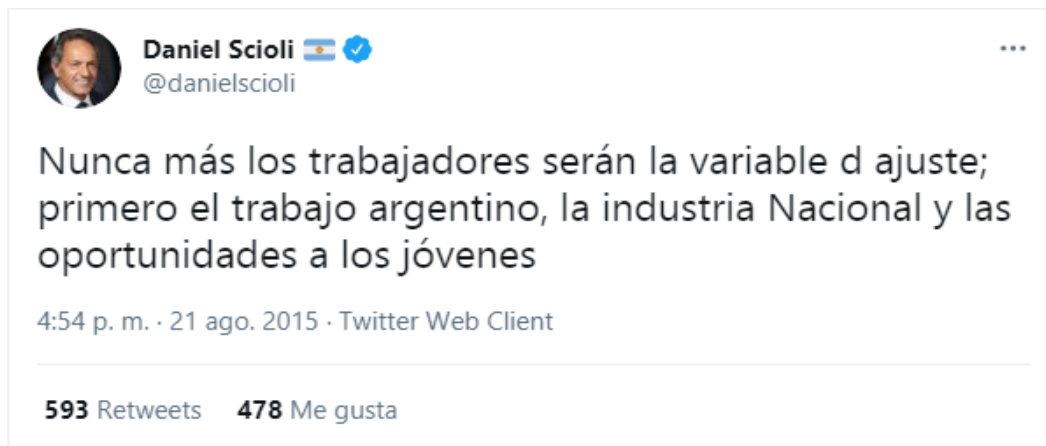 Daniel Scioli
@danielscioli
Nunca más los trabajadores serán la variable d ajuste;
primero el trabajo argentino, la industria Nacional y las
oportunidades a los jóvenes
4:54 p. m. · 21 ago. 2015 · Twitter Web Client
593 Retweets 478 Me gusta